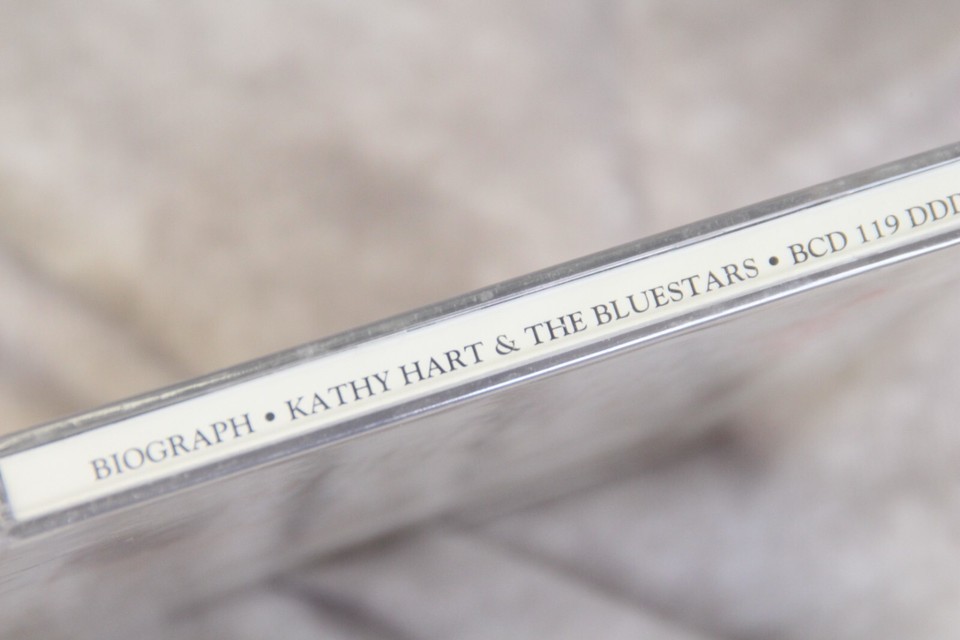 BIOGRAPH • KATHY HART & THE BLUESTARS • BCD 119 DDD